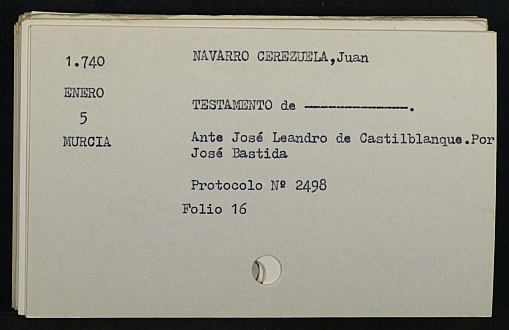 1.740
NAVARRO CEREZUELA,Juan
ENERO
TESTAMENTO de ——————————.
5
MURCIA
Ante José Leandro de Castilblanque.Por
José Bastida
Protocolo Nº 2498
Folio 16